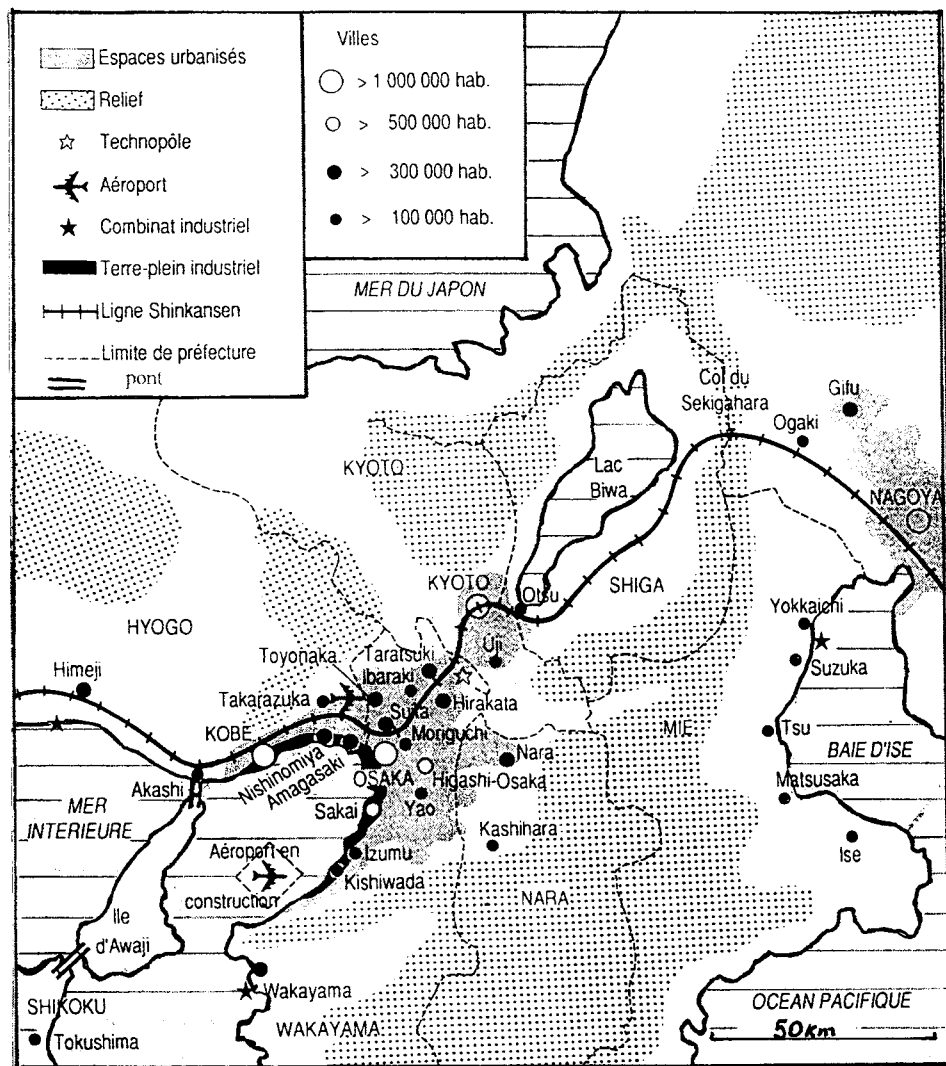 Espaces urbanisés
Relief
Technopôle
Aéroport
Combinat industriel
Terre-plein industriel
Ligne Shinkansen
Limite de préfecture
pont
Villes
> 1 000 000 hab.
> 500 000 hab.
> 300 000 hab.
> 100 000 hab.
MER DU JAPON
Col du
Sekigahara
Gifu
Ogaki
KYOTO
Lac
Biwa
NAGOYA
KYOTO
Otsu
SHIGA
HYOGO
Yokkaichi
Uji
Toyonaka
Taratsuki
Ibaraki
Suzuka
Himeji
Takarazuka
Hirakata
Suita
KOBE
Moriguchi
MIE
Tsu
Nishinomiya
Amagasaki
OSAKA
Nara
BAIE D'ISE
Higashi-Osaka
Akashi
Sakai
Yao
Matsusaka
MER
INTERIEURE
Kashihara
Ise
Aéroport en
construction
Izumu
Kishiwada
NARA
Ile
d'Awaji
Wakayama
SHIKOKU
WAKAYAMA
OCEAN PACIFIQUE
50km
Tokushima